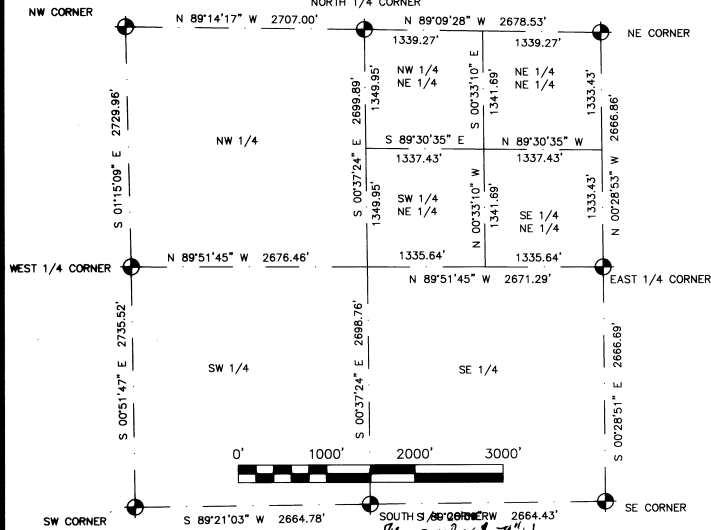 NORTH 1/4 CORNER
NW CORNER
N 89°14'17" W 2707.00'
N 89°09'28" W 2678.53'
NE CORNER
1339.27'
1339.27'
NW 1/4
NE 1/4
NE 1/4
NE 1/4
S 01°15'09" E 2729.96'
NW 1/4
S 00°37'24" E 2699.89'
1349.95'
S 00°33'10" E
1341.69'
1333.43'
N 00°28'53" W 2666.86'
S 89°30'35" E
N 89°30'35" W
1337.43'
1337.43'
1349.95'
SW 1/4
NE 1/4
N 00°33'10" W
1341.69'
SE 1/4
NE 1/4
1333.43'
WEST 1/4 CORNER
N 89°51'45" W 2676.46'
1335.64'
1335.64'
N 89°51'45" W 2671.29'
EAST 1/4 CORNER
S 00°51'47" E 2735.52'
SW 1/4
S 00°37'24" E 2698.76'
SE 1/4
S 00°28'51" E 2666.69'
0' 1000' 2000' 3000'
SW CORNER
S 89°21'03" W 2664.78'
SOUTH W 2664.43'
SE CORNER